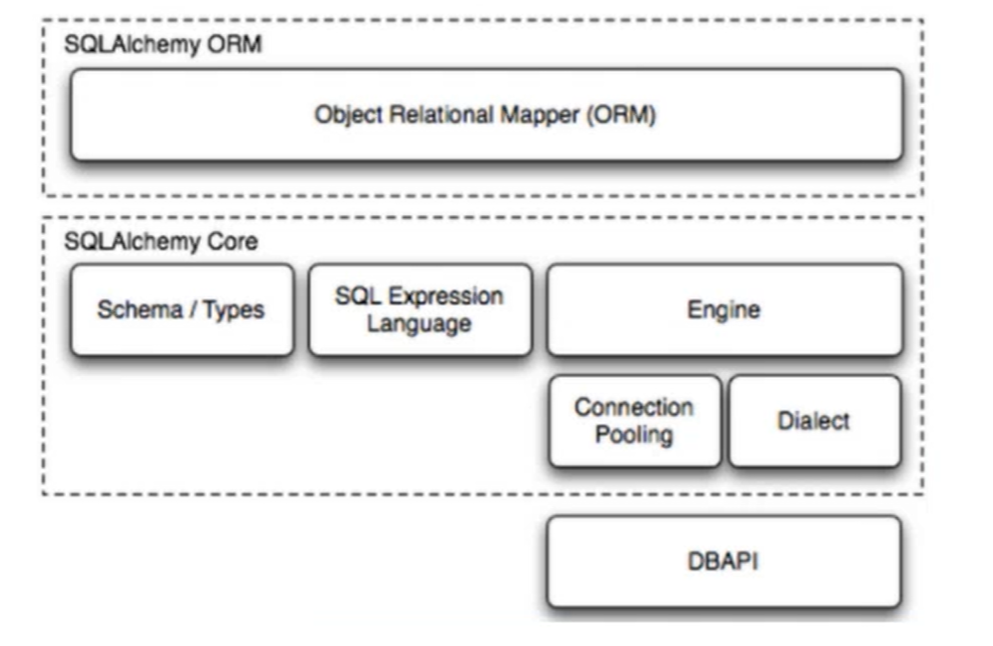 SQLAlchemy ORM
Object Relational Mapper (ORM)
SQLAlchemy Core
Schema / Types
SQL Expression
Language
Engine
Connection
Pooling
Dialect
DBAPI